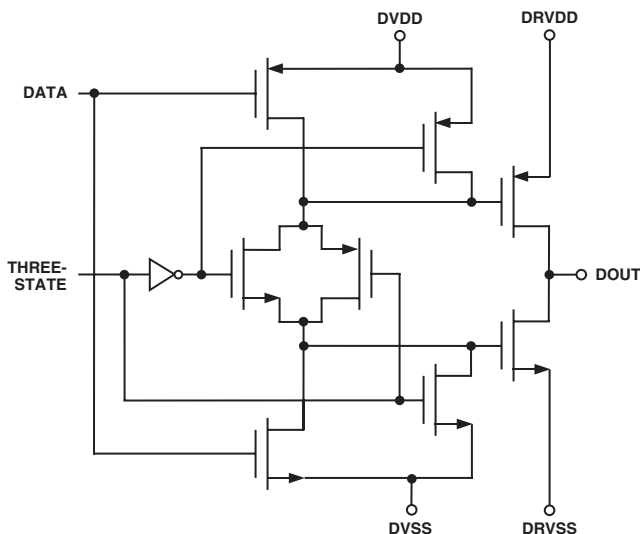 DVDD
DRVDD
DATA
THREE-
STATE
DOUT
DVSS
DRVSS